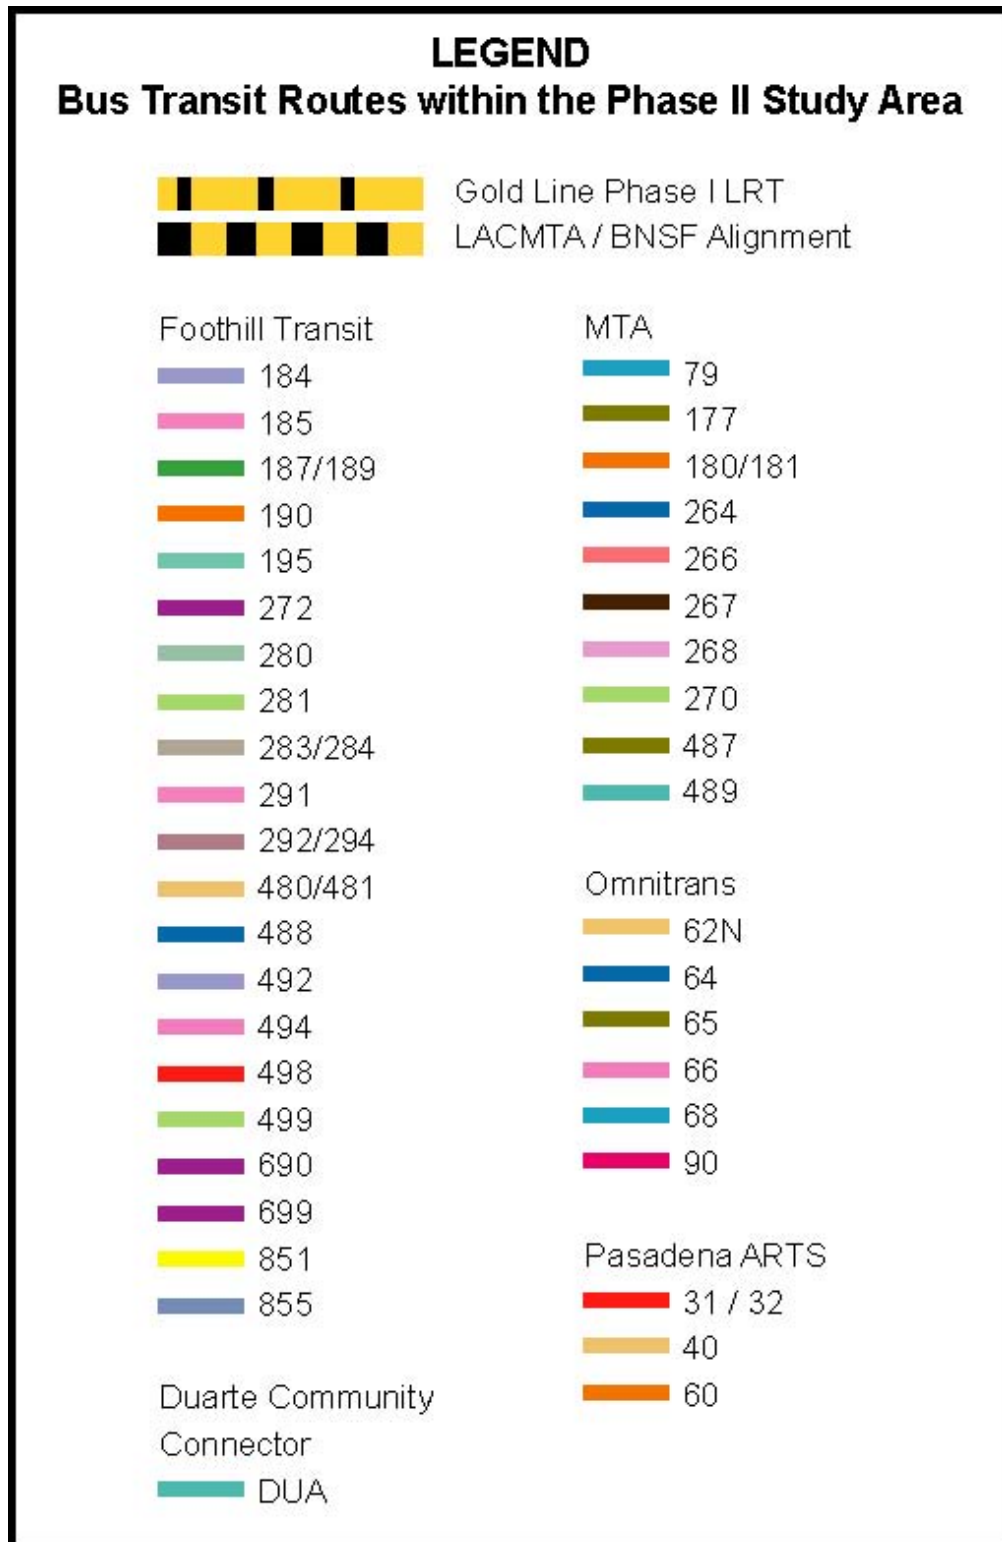 LEGEND
Bus Transit Routes within the Phase II Study Area
Gold Line Phase I LRT
LACMTA / BNSF Alignment
Foothill Transit
184
185
187/189
190
195
272
280
281
283/284
291
292/294
480/481
488
492
494
498
499
690
699
851
855
Duarte Community
Connector
DUA
MTA
79
177
180/181
264
266
267
268
270
487
489
Omnitrans
62N
64
65
66
68
90
Pasadena ARTS
31 / 32
40
60